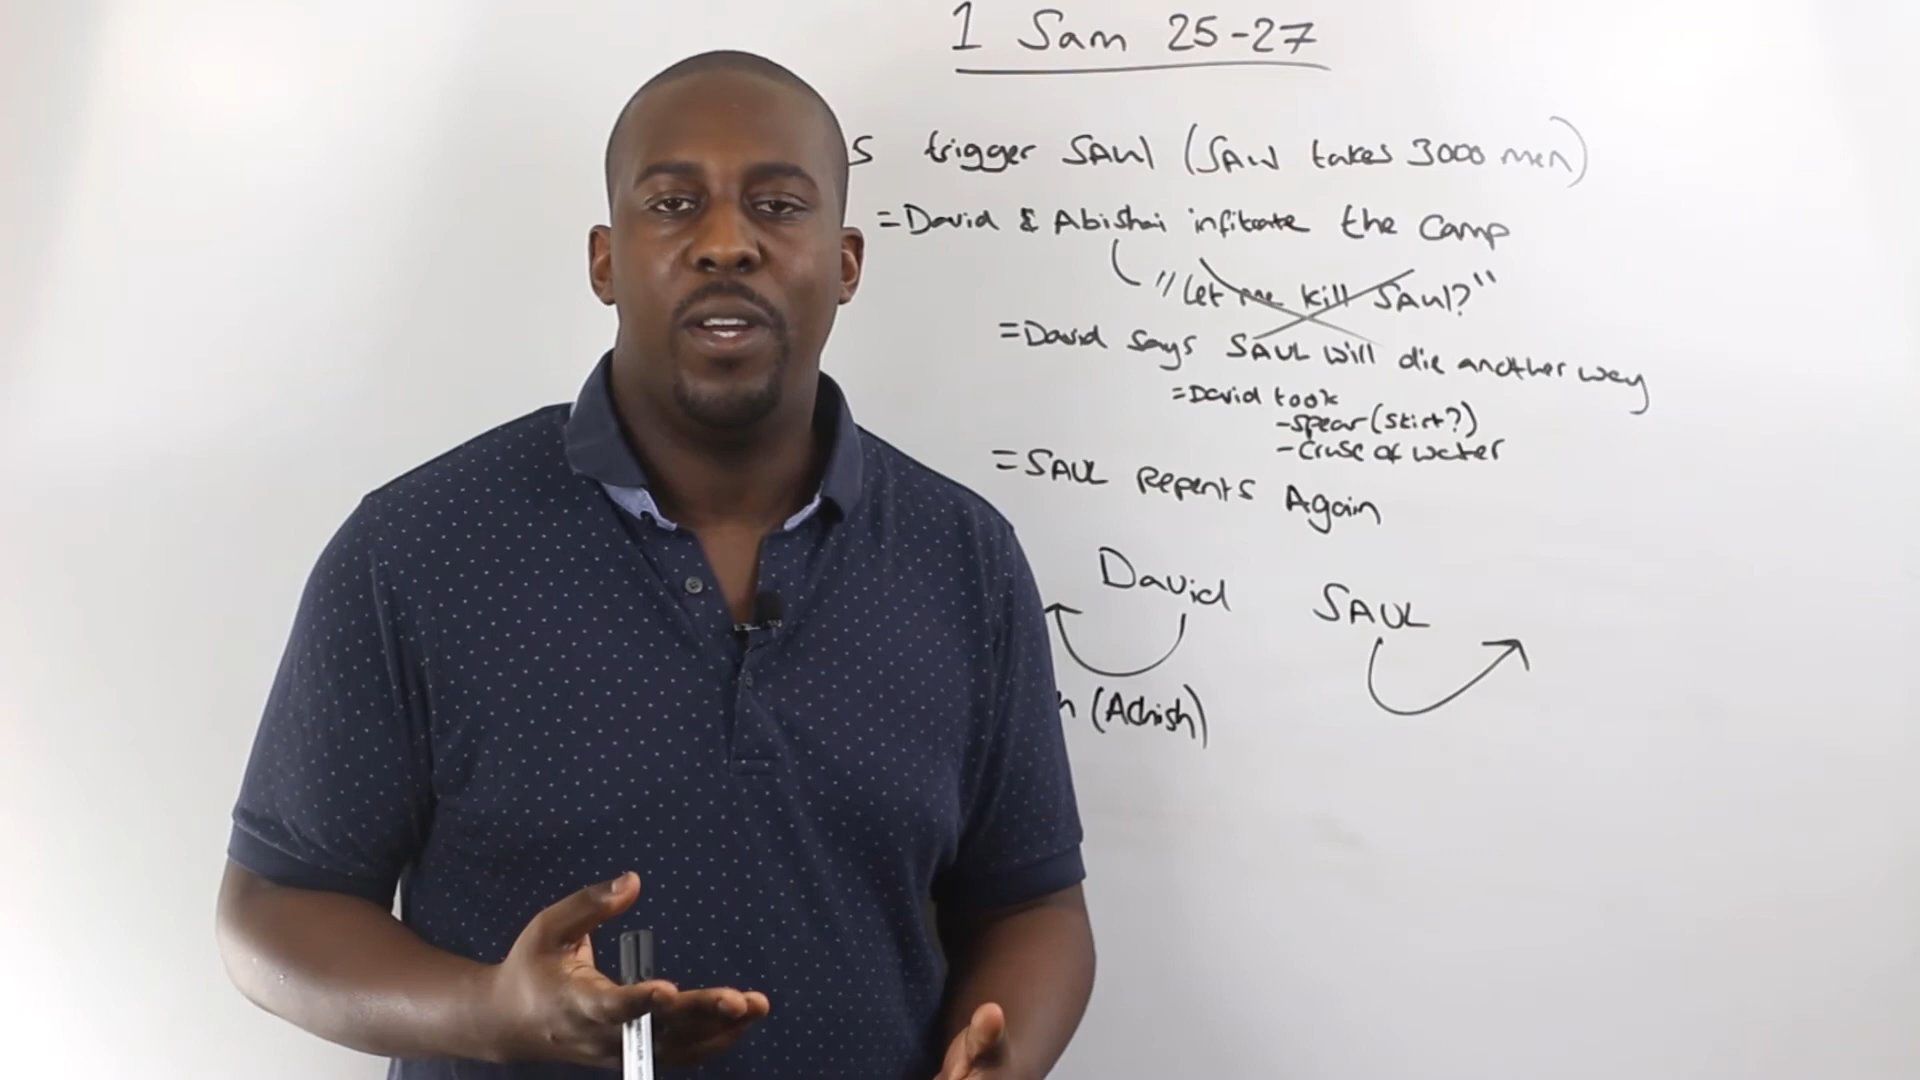 1 Sam 25-27
s trigger SAUL (SAUL takes 3000 men)
=David & Abishai infitrate the camp
"Let me kill SAUL?"
=David says SAUL will die another way
=David took
-spear (skirt?)
-cruse of water
=SAUL Repents Again
David SAUL
h (Achish)